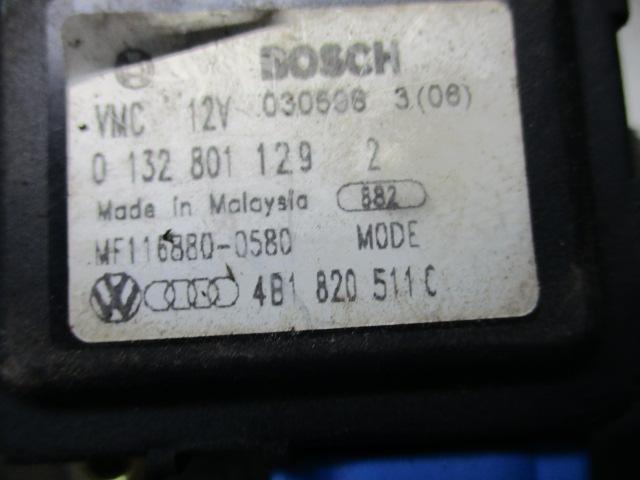 BOSCH
VMC 12V 030698 3(06)
0 132 801 129 2
Made in Malaysia 882
MF116880-0580 MODE
4B1 820 511 C